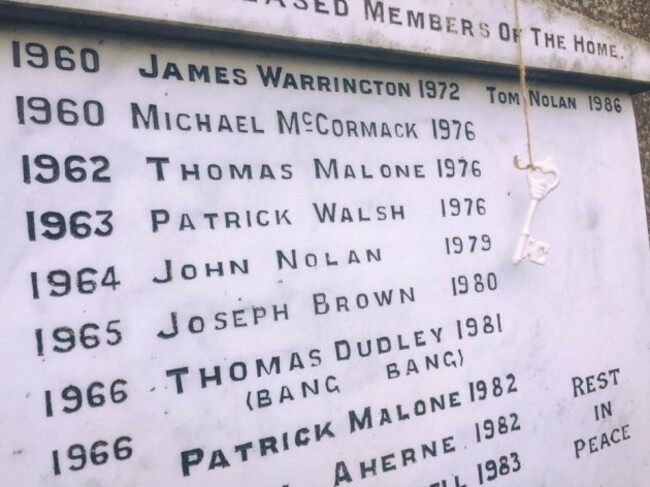 MEMBERS OF THE HOME.
1960 JAMES WARRINGTON 1972 TOM NOLAN 1986
1960 MICHAEL McCORMACK 1976
1962 THOMAS MALONE 1976
1963 PATRICK WALSH 1976
1964 JOHN NOLAN 1979
1965 JOSEPH BROWN 1980
1966 THOMAS DUDLEY 1981
(BANG BANG)
1966 PATRICK MALONE 1982
AHERNE 1982
1983
REST
IN
PEACE